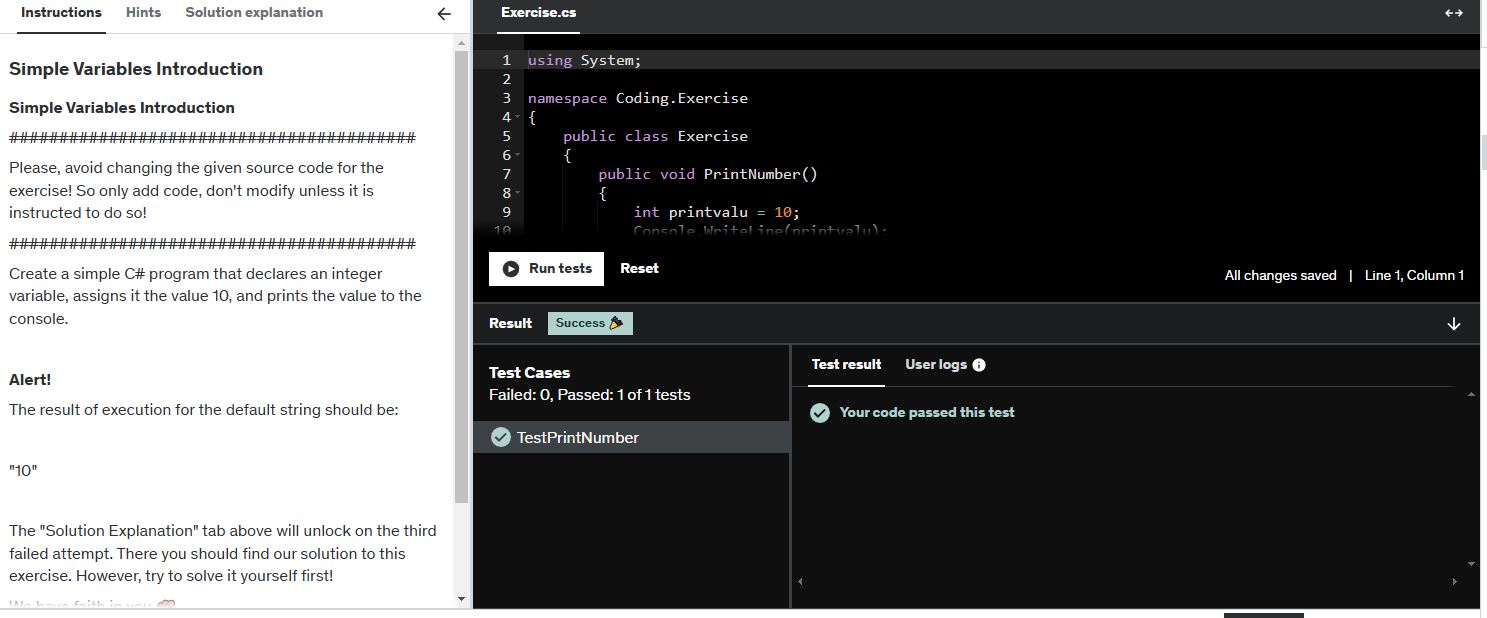 Instructions Hints Solution explanation
Simple Variables Introduction
Simple Variables Introduction
#########################################
Please, avoid changing the given source code for the
exercise! So only add code, don't modify unless it is
instructed to do so!
#########################################
Create a simple C# program that declares an integer
variable, assigns it the value 10, and prints the value to the
console.
Alert!
The result of execution for the default string should be:
"10"
The "Solution Explanation" tab above will unlock on the third
failed attempt. There you should find our solution to this
exercise. However, try to solve it yourself first!
We have faith in you
Exercise.cs
1 using System;
2
3 namespace Coding.Exercise
4 {
5 public class Exercise
6 {
7 public void PrintNumber()
8 {
9 int printvalu = 10;
10 Console.WriteLine(printvalu);
Run tests Reset
All changes saved | Line 1, Column 1
Result Success
Test Cases
Failed: 0, Passed: 1 of 1 tests
TestPrintNumber
Test result User logs
Your code passed this test